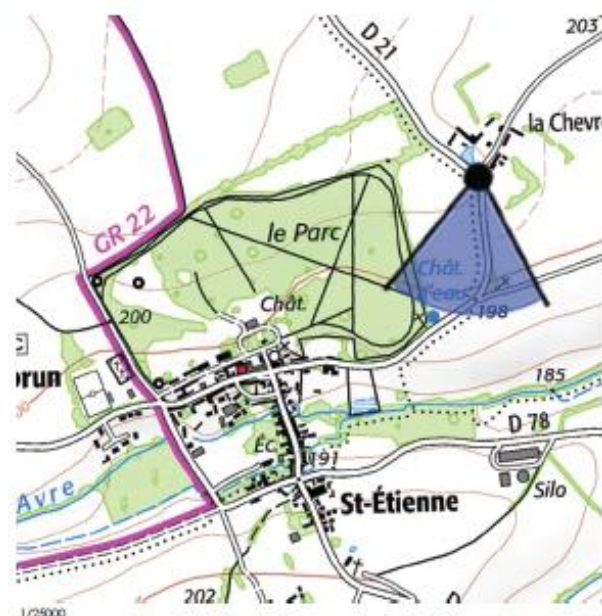 203
D 21
la Chevr
GR 22
le Parc
Chât.
Chât.
d'eau
198
200
orun
185
D 78
Éc.
191
Avre
St-Étienne
Silo
202
D
1/25000